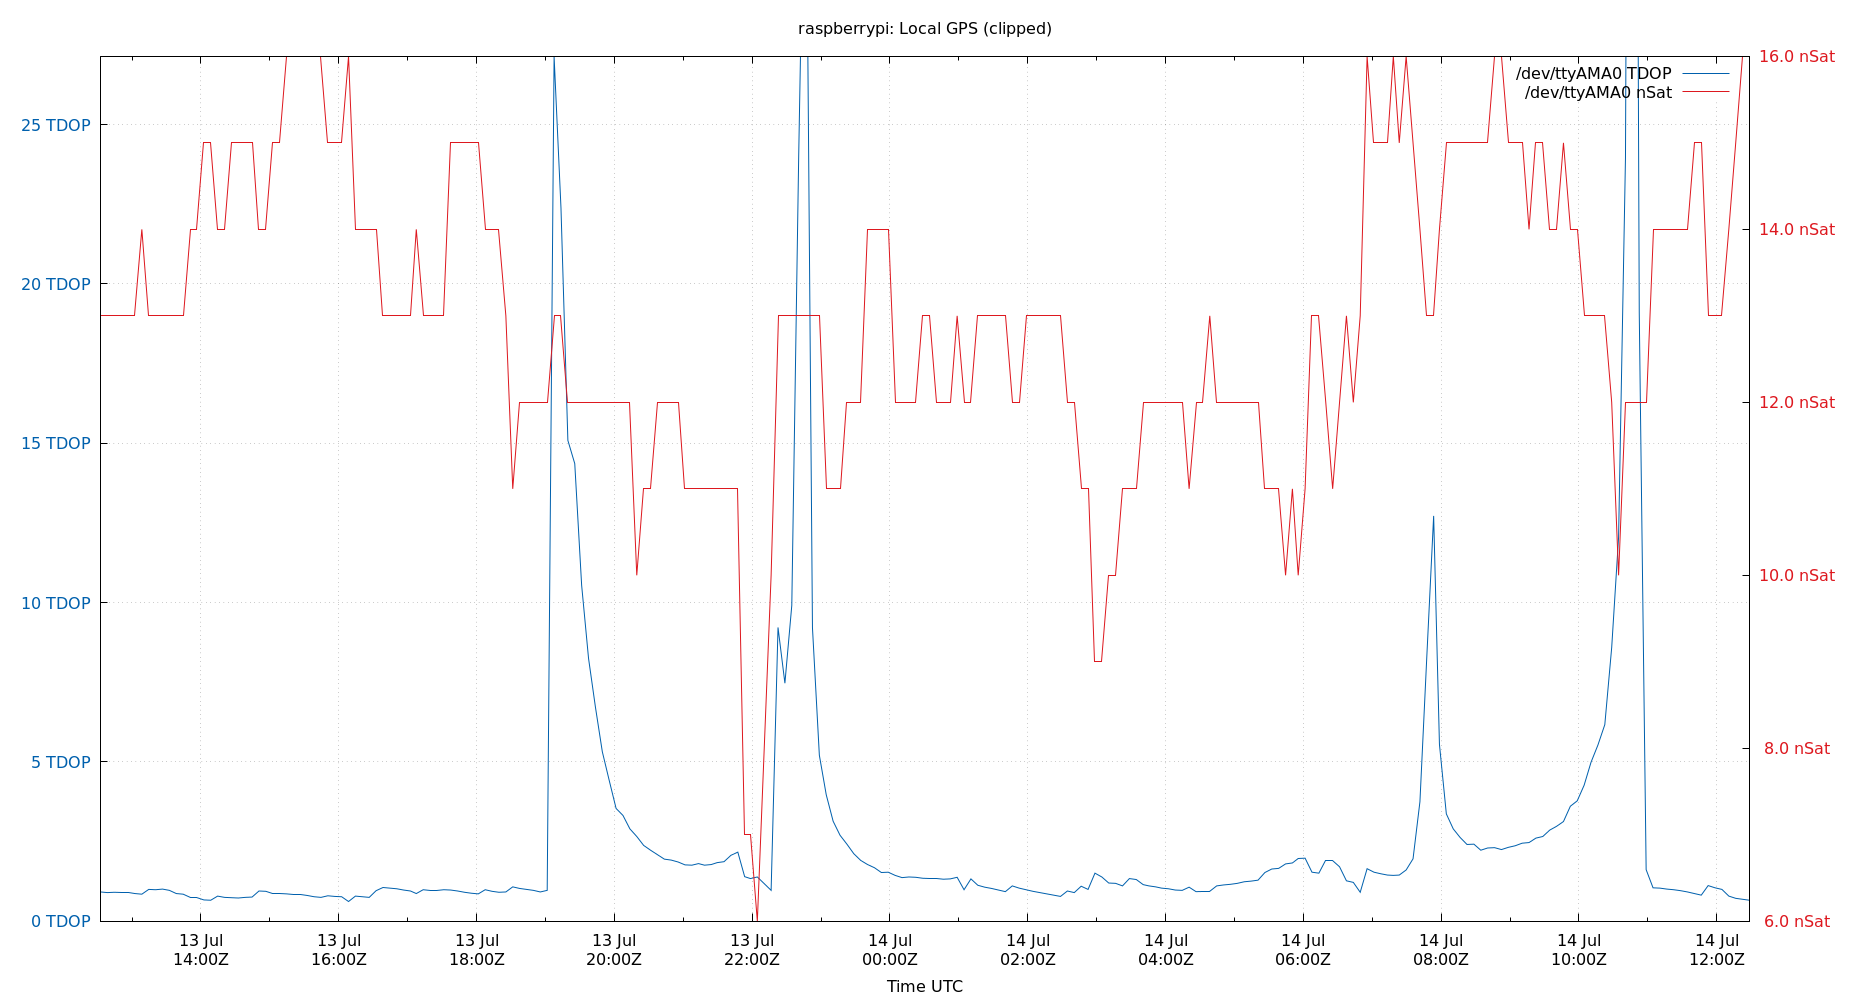 raspberrypi: Local GPS (clipped)
16.0 nSat
/dev/ttyAMA0 TDOP
/dev/ttyAMA0 nSat
25 TDOP
14.0 nSat
20 TDOP
12.0 nSat
15 TDOP
10.0 nSat
10 TDOP
8.0 nSat
5 TDOP
0 TDOP
6.0 nSat
13 Jul 13 Jul 13 Jul 13 Jul 13 Jul 14 Jul 14 Jul 14 Jul 14 Jul 14 Jul 14 Jul 14 Jul
14:00Z 16:00Z 18:00Z 20:00Z 22:00Z 00:00Z 02:00Z 04:00Z 06:00Z 08:00Z 10:00Z 12:00Z
Time UTC